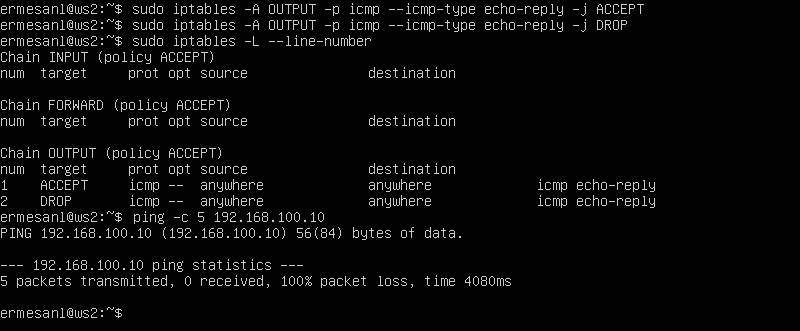 ermesanl@ws2:~$ sudo iptables -A OUTPUT -p icmp --icmp-type echo-reply -j ACCEPT
ermesanl@ws2:~$ sudo iptables -A OUTPUT -p icmp --icmp-type echo-reply -j DROP
ermesanl@ws2:~$ sudo iptables -L --line-number
Chain INPUT (policy ACCEPT)
num  target     prot opt source               destination

Chain FORWARD (policy ACCEPT)
num  target     prot opt source               destination

Chain OUTPUT (policy ACCEPT)
num  target     prot opt source               destination
1    ACCEPT     icmp --  anywhere             anywhere             icmp echo-reply
2    DROP       icmp --  anywhere             anywhere             icmp echo-reply
ermesanl@ws2:~$ ping -c 5 192.168.100.10
PING 192.168.100.10 (192.168.100.10) 56(84) bytes of data.

--- 192.168.100.10 ping statistics ---
5 packets transmitted, 0 received, 100% packet loss, time 4080ms

ermesanl@ws2:~$